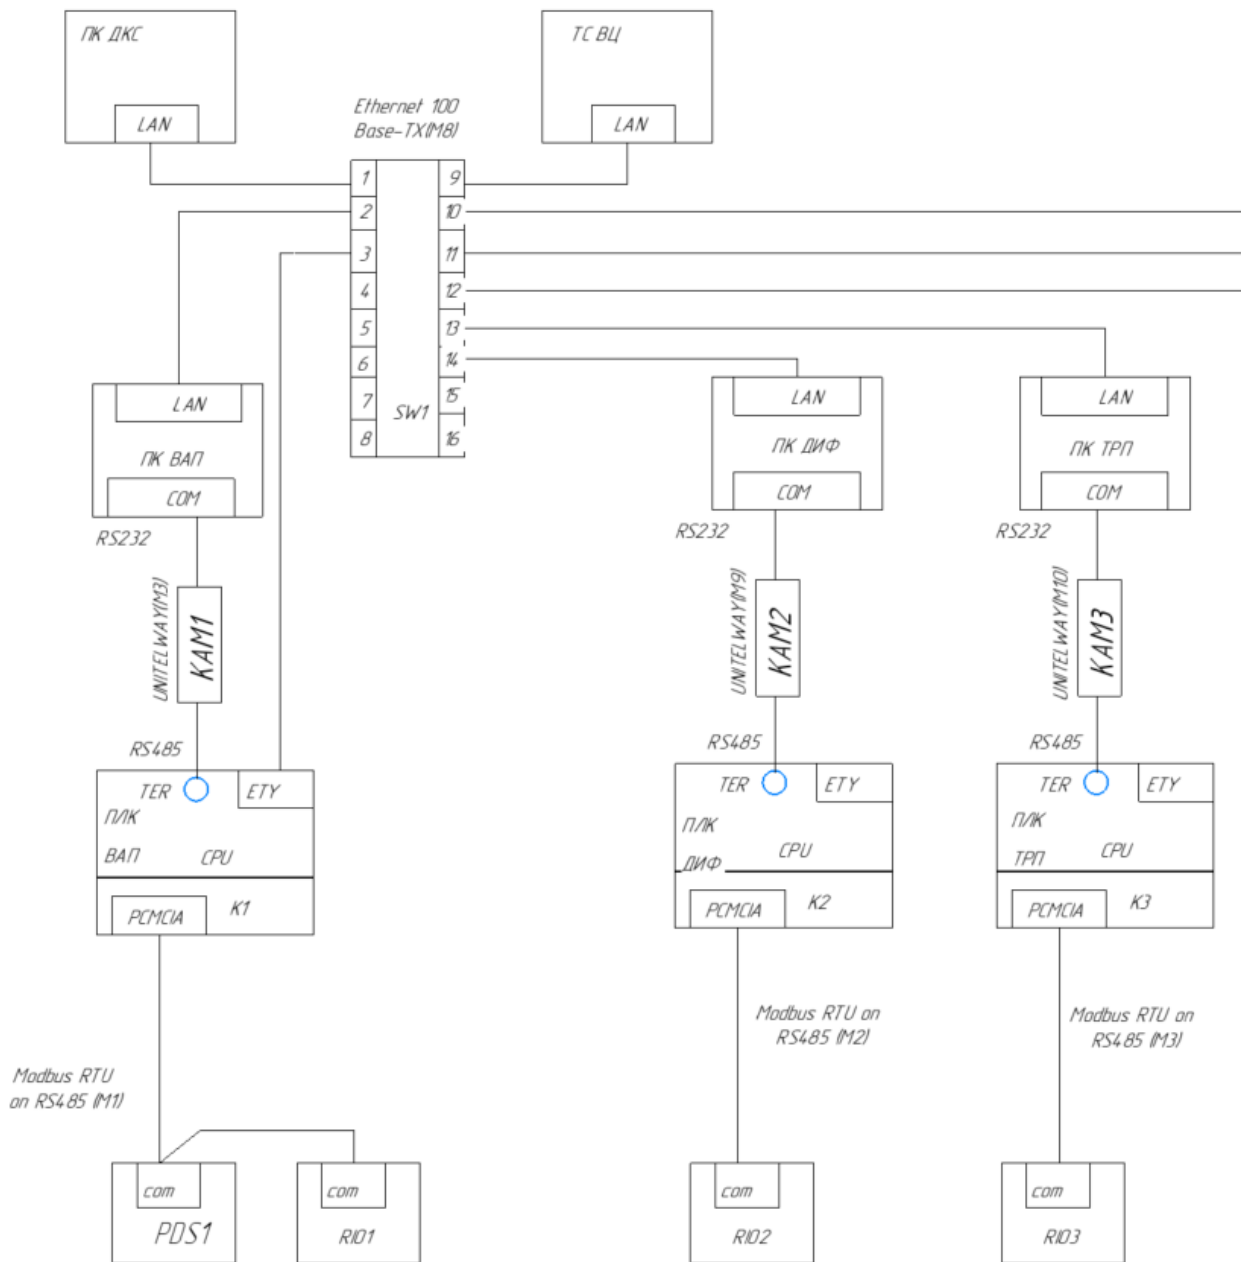 ПК ДКС
LAN
ТС ВЦ
LAN
Ethernet 100
Base-TX(M8)
1
2
3
4
5
6
7
8
SW1
9
10
11
12
13
14
15
16
LAN
ПК ВАП
COM
RS232
UNITELWAY(M3)
KAM1
RS485
TER
ETY
ПЛК
ВАП
CPU
K1
PCMCIA
Modbus RTU
on RS485 (M1)
com
PDS1
com
RIO1
LAN
ПК ДИФ
COM
RS232
UNITELWAY(M9)
KAM2
RS485
TER
ETY
ПЛК
ДИФ
CPU
K2
PCMCIA
Modbus RTU on
RS485 (M2)
com
RIO2
LAN
ПК ТРП
COM
RS232
UNITELWAY(M10)
KAM3
RS485
TER
ETY
ПЛК
ТРП
CPU
K3
PCMCIA
Modbus RTU on
RS485 (M3)
com
RIO3